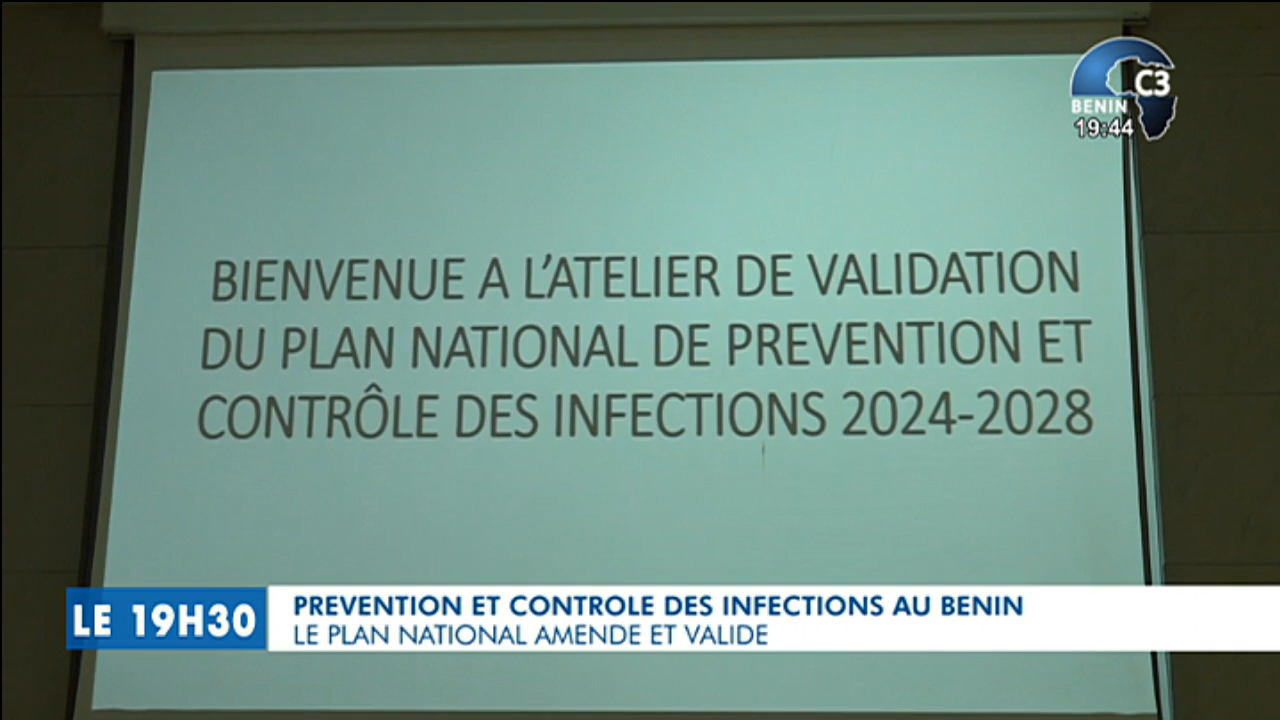 C3
BENIN
19:44
BIENVENUE A L'ATELIER DE VALIDATION
DU PLAN NATIONAL DE PREVENTION ET
CONTRÔLE DES INFECTIONS 2024-2028
LE 19H30
PREVENTION ET CONTROLE DES INFECTIONS AU BENIN
LE PLAN NATIONAL AMENDE ET VALIDE